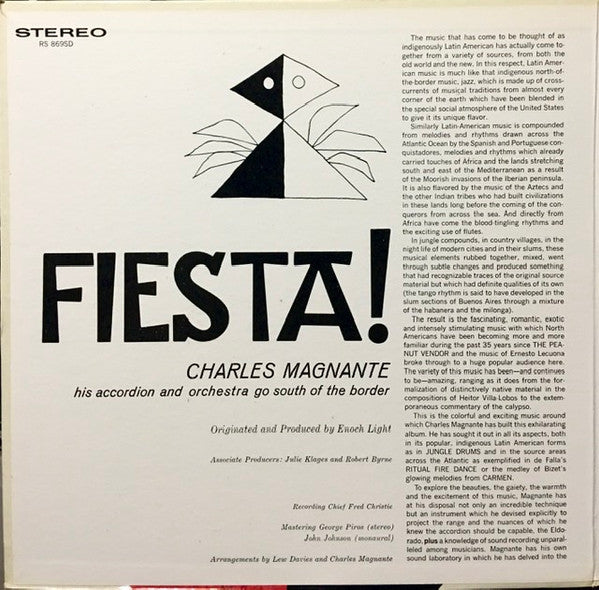 STEREO
RS 869SD
FIESTA!
CHARLES MAGNANTE
his accordion and orchestra go south of the border
Originated and Produced by Enoch Light
Associate Producers: Julie Klages and Robert Byrne
Recording Chief Fred Christie
Mastering George Piros (stereo)
John Johnson (monaural)
Arrangements by Lew Davies and Charles Magnante
The music that has come to be thought of as
indigenously Latin American has actually come to-
gether from a variety of sources, from both the
old world and the new. In this respect, Latin Amer-
ican music is much like that indigenous north-of-
the-border music, jazz, which is made up of cross-
currents of musical traditions from almost every
corner of the earth which have been blended in
the special social atmosphere of the United States
to give it its unique flavor.
Similarly Latin-American music is compounded
from melodies and rhythms drawn across the
Atlantic Ocean by the Spanish and Portuguese con-
quistadores, melodies and rhythms which already
carried touches of Africa and the lands stretching
south and east of the Mediterranean as a result
of the Moorish invasions of the Iberian peninsula.
It is also flavored by the music of the Aztecs and
the other Indian tribes who had built civilizations
in these lands long before the coming of the con-
querors from across the sea. And directly from
Africa have come the blood-tingling rhythms and
the exciting use of flutes.
In jungle compounds, in country villages, in the
night life of modern cities and in their slums, these
musical elements rubbed together, mixed, went
through subtle changes and produced something
that had recognizable traces of the original source
material but which had definite qualities of its own
(the tango rhythm is said to have developed in the
slum sections of Buenos Aires through a mixture
of the habanera and the milonga).
The result is the fascinating, romantic, exotic
and intensely stimulating music with which North
Americans have been becoming more and more
familiar during the past 35 years since THE PEA-
NUT VENDOR and the music of Ernesto Lecuona
broke through to a huge popular audience here.
The variety of this music has been—and continues
to be—amazing, ranging as it does from the for-
malization of distinctively native material in the
compositions of Heitor Villa-Lobos to the extem-
poraneous commentary of the calypso.
This is the colorful and exciting music around
which Charles Magnante has built this exhilarating
album. He has sought it out in all its aspects, both
in its popular, indigenous Latin American forms
as in JUNGLE DRUMS and in the source areas
across the Atlantic as exemplified in de Falla's
RITUAL FIRE DANCE or the medley of Bizet's
glowing melodies from CARMEN.
To explore the beauties, the gaiety, the warmth
and the excitement of this music, Magnante has
at his disposal not only an incredible technique
but an instrument which he devised explicitly to
project the range and the nuances of which he
knew the accordion should be capable, the Eldo-
rado, plus a knowledge of sound recording unparal-
leled among musicians. Magnante has his own
sound laboratory in which he has delved into the